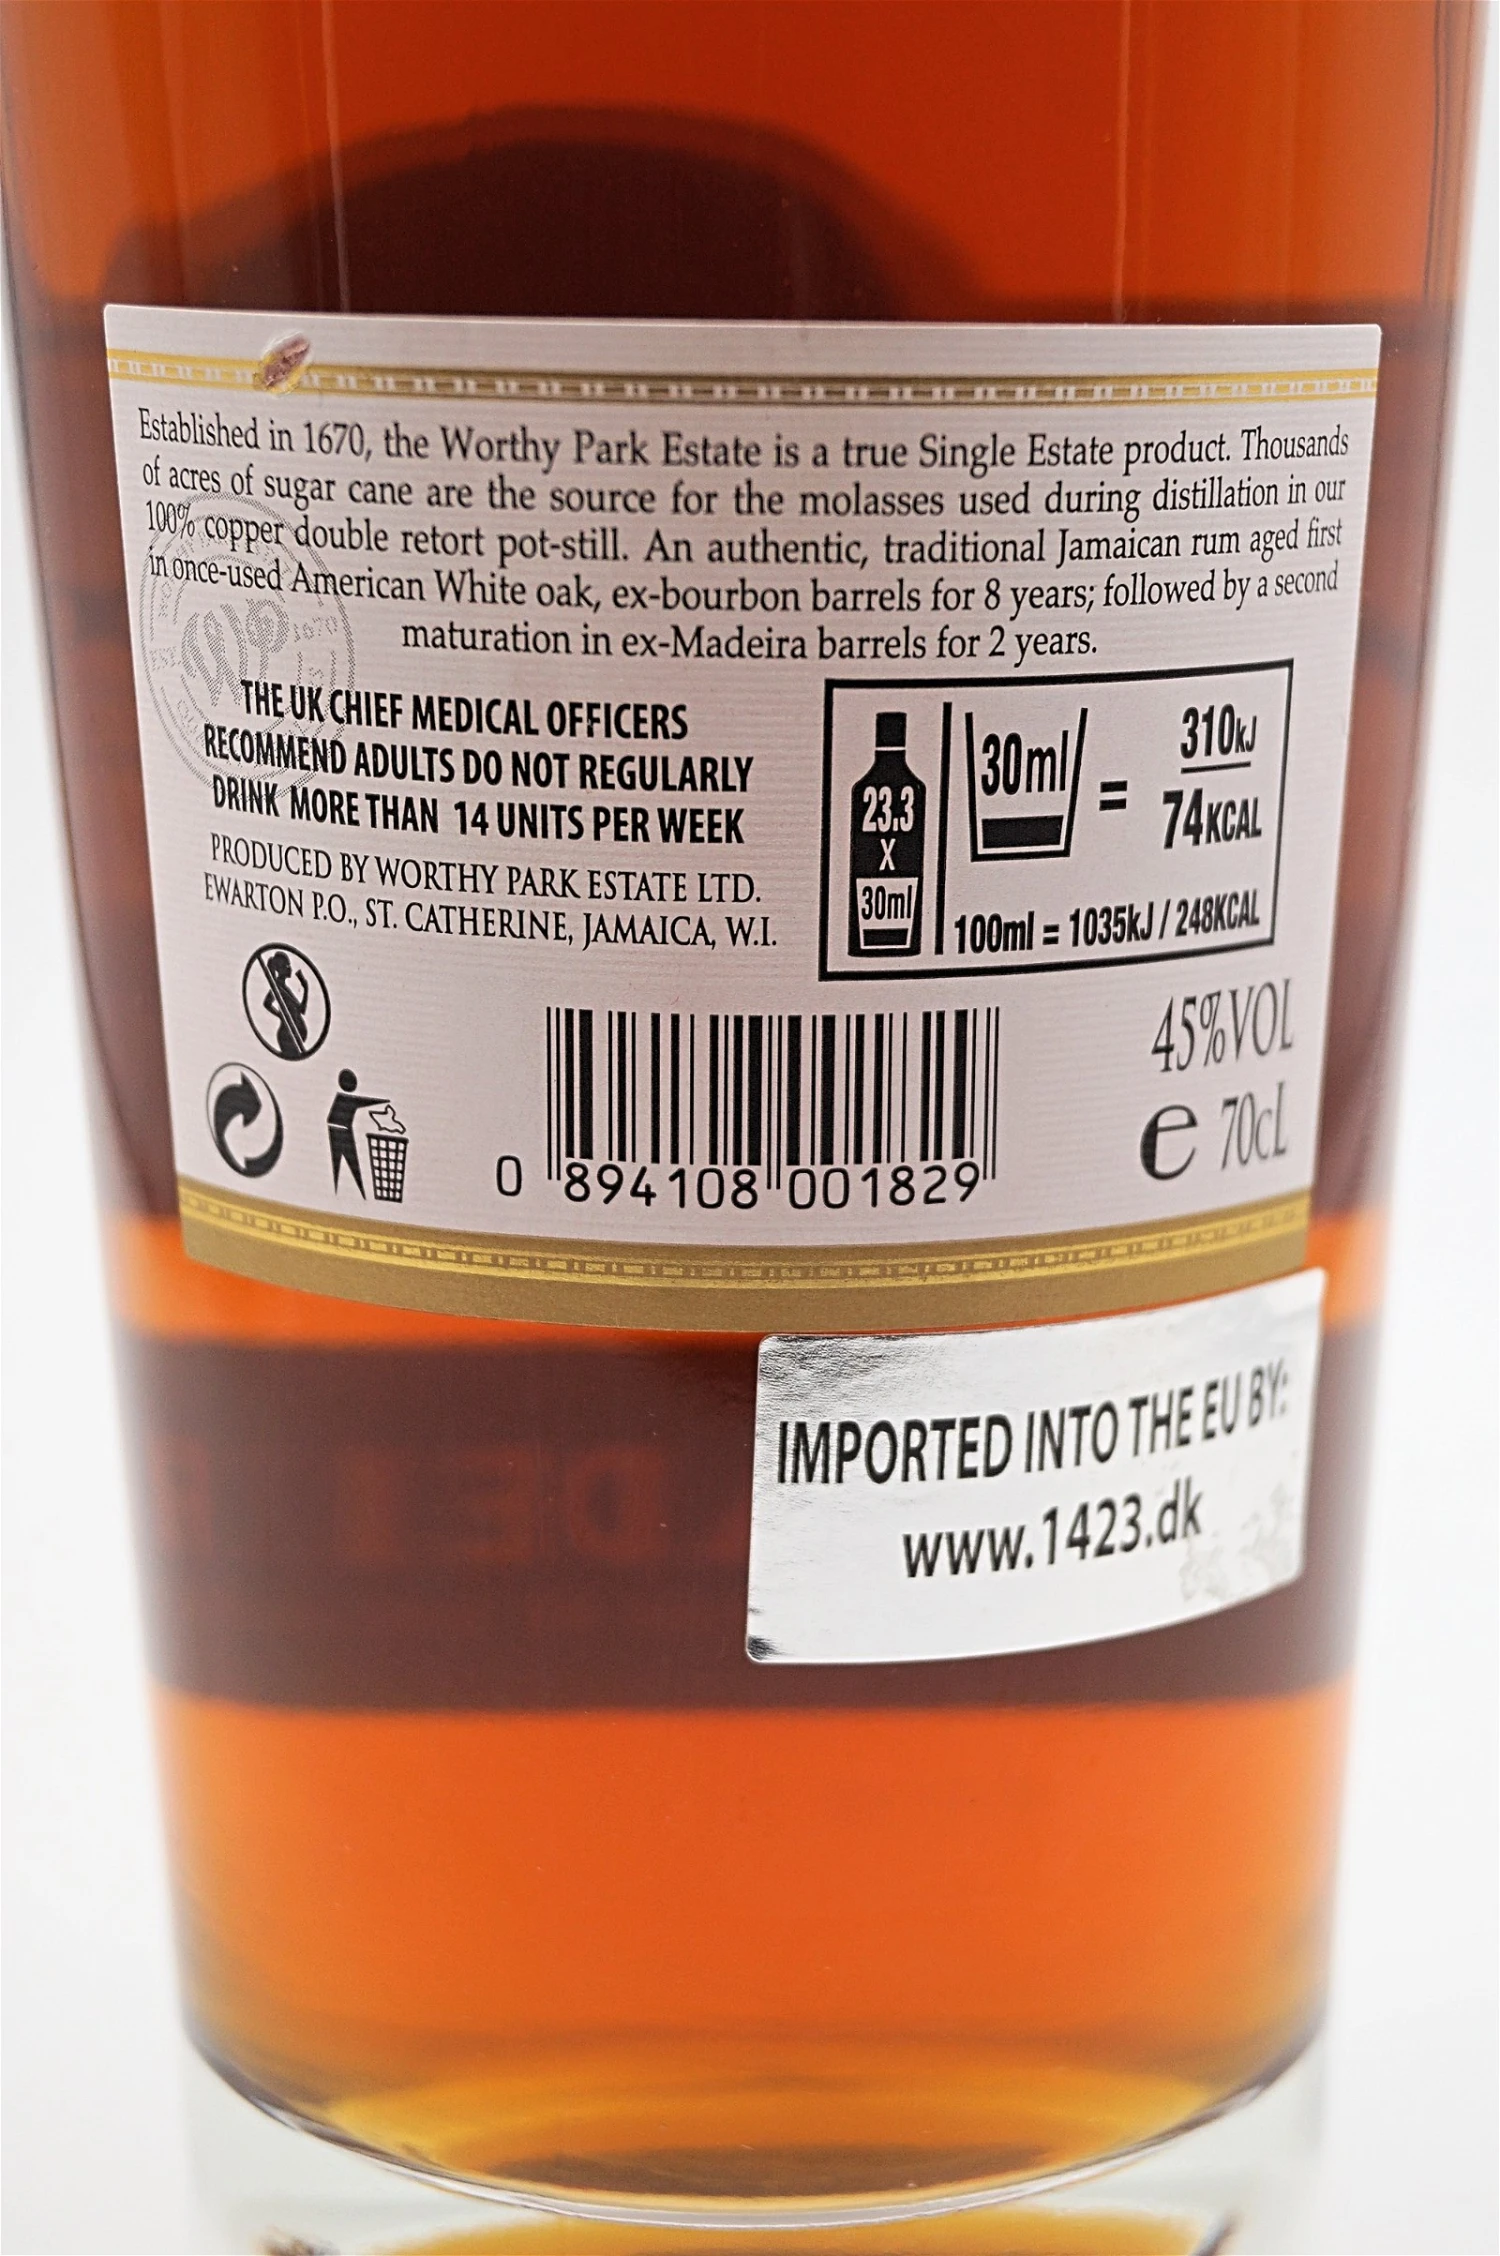 Established in 1670, the Worthy Park Estate is a true Single Estate product. Thousands
of acres of sugar cane are the source for the molasses used during distillation in our
100% copper double retort pot-still. An authentic, traditional Jamaican rum aged first
in once-used American White oak, ex-bourbon barrels for 8 years; followed by a second
maturation in ex-Madeira barrels for 2 years.
THE UK CHIEF MEDICAL OFFICERS
RECOMMEND ADULTS DO NOT REGULARLY
DRINK MORE THAN 14 UNITS PER WEEK
PRODUCED BY WORTHY PARK ESTATE LTD.
EWARTON P.O., ST. CATHERINE, JAMAICA, W.I.
23.3
X
30ml
30ml = 310KJ
74KCAL
100ml = 1035KJ / 248KCAL
45%VOL
e 70cL
0 894108 001829
IMPORTED INTO THE EU BY:
www.1423.dk
WP
1670